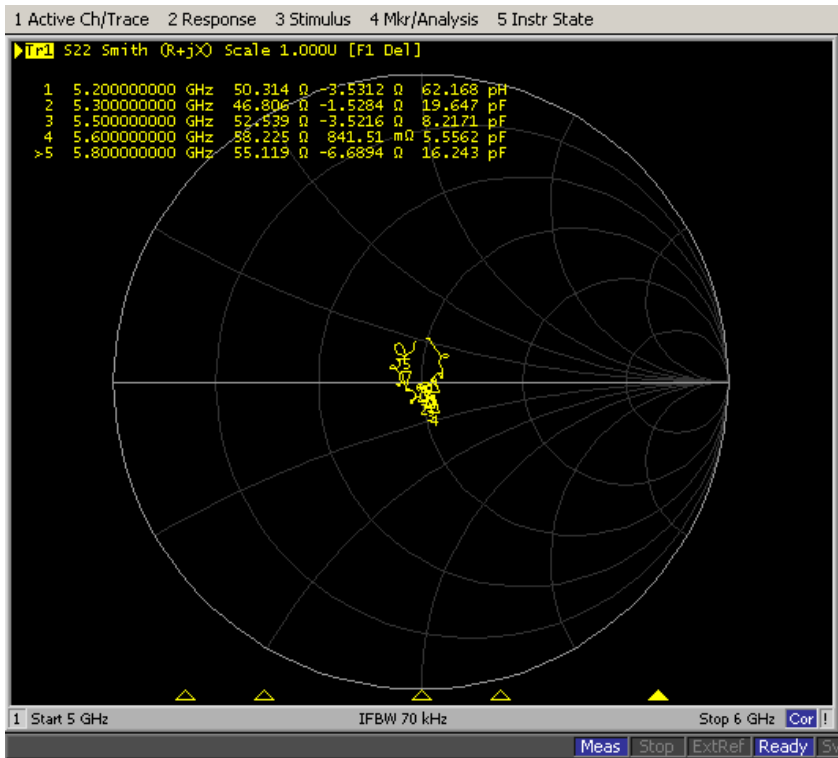 1 Active Ch/Trace 2 Response 3 Stimulus 4 Mkr/Analysis 5 Instr State
Tr1 S22 Smith (R+jX) Scale 1.000U [F1 Del]
1 5.200000000 GHz 50.314 Ω -3.5312 Ω 62.168 pH
2 5.300000000 GHz 46.806 Ω -1.5284 Ω 19.647 pF
3 5.500000000 GHz 52.539 Ω -3.5216 Ω 8.2171 pF
4 5.600000000 GHz 58.225 Ω 841.51 mΩ 5.5562 pF
>5 5.800000000 GHz 55.119 Ω -6.6894 Ω 16.243 pF
1 Start 5 GHz IFBW 70 kHz Stop 6 GHz Cor !
Meas Stop ExtRef Ready